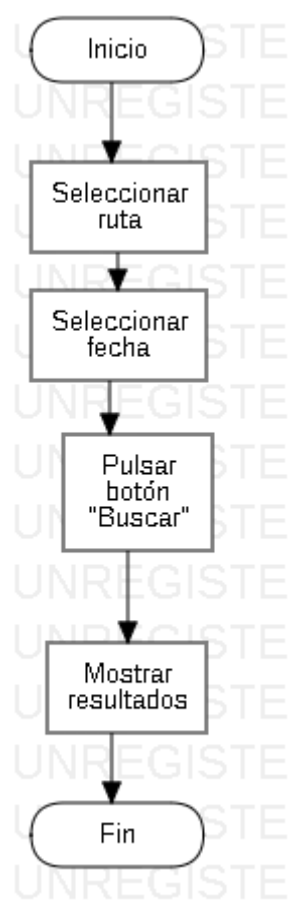 Inicio
Seleccionar
ruta
Seleccionar
fecha
Pulsar
botón
"Buscar"
Mostrar
resultados
Fin